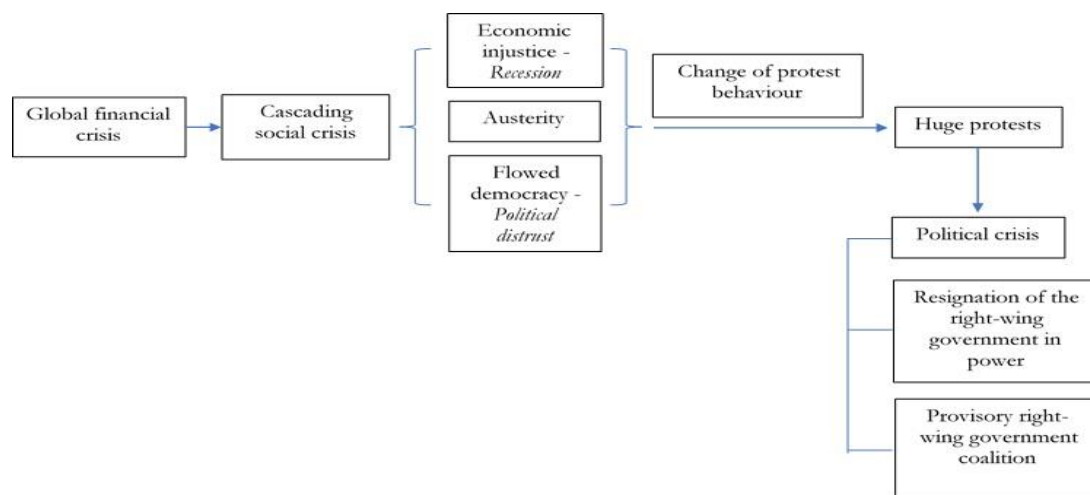 Global financial
crisis
Cascading
social crisis
Economic
injustice -
Recession
Austerity
Flowed
democracy -
Political
distrust
Change of protest
behaviour
Huge protests
Political crisis
Resignation of the
right-wing
government in
power
Provisory right-
wing government
coalition